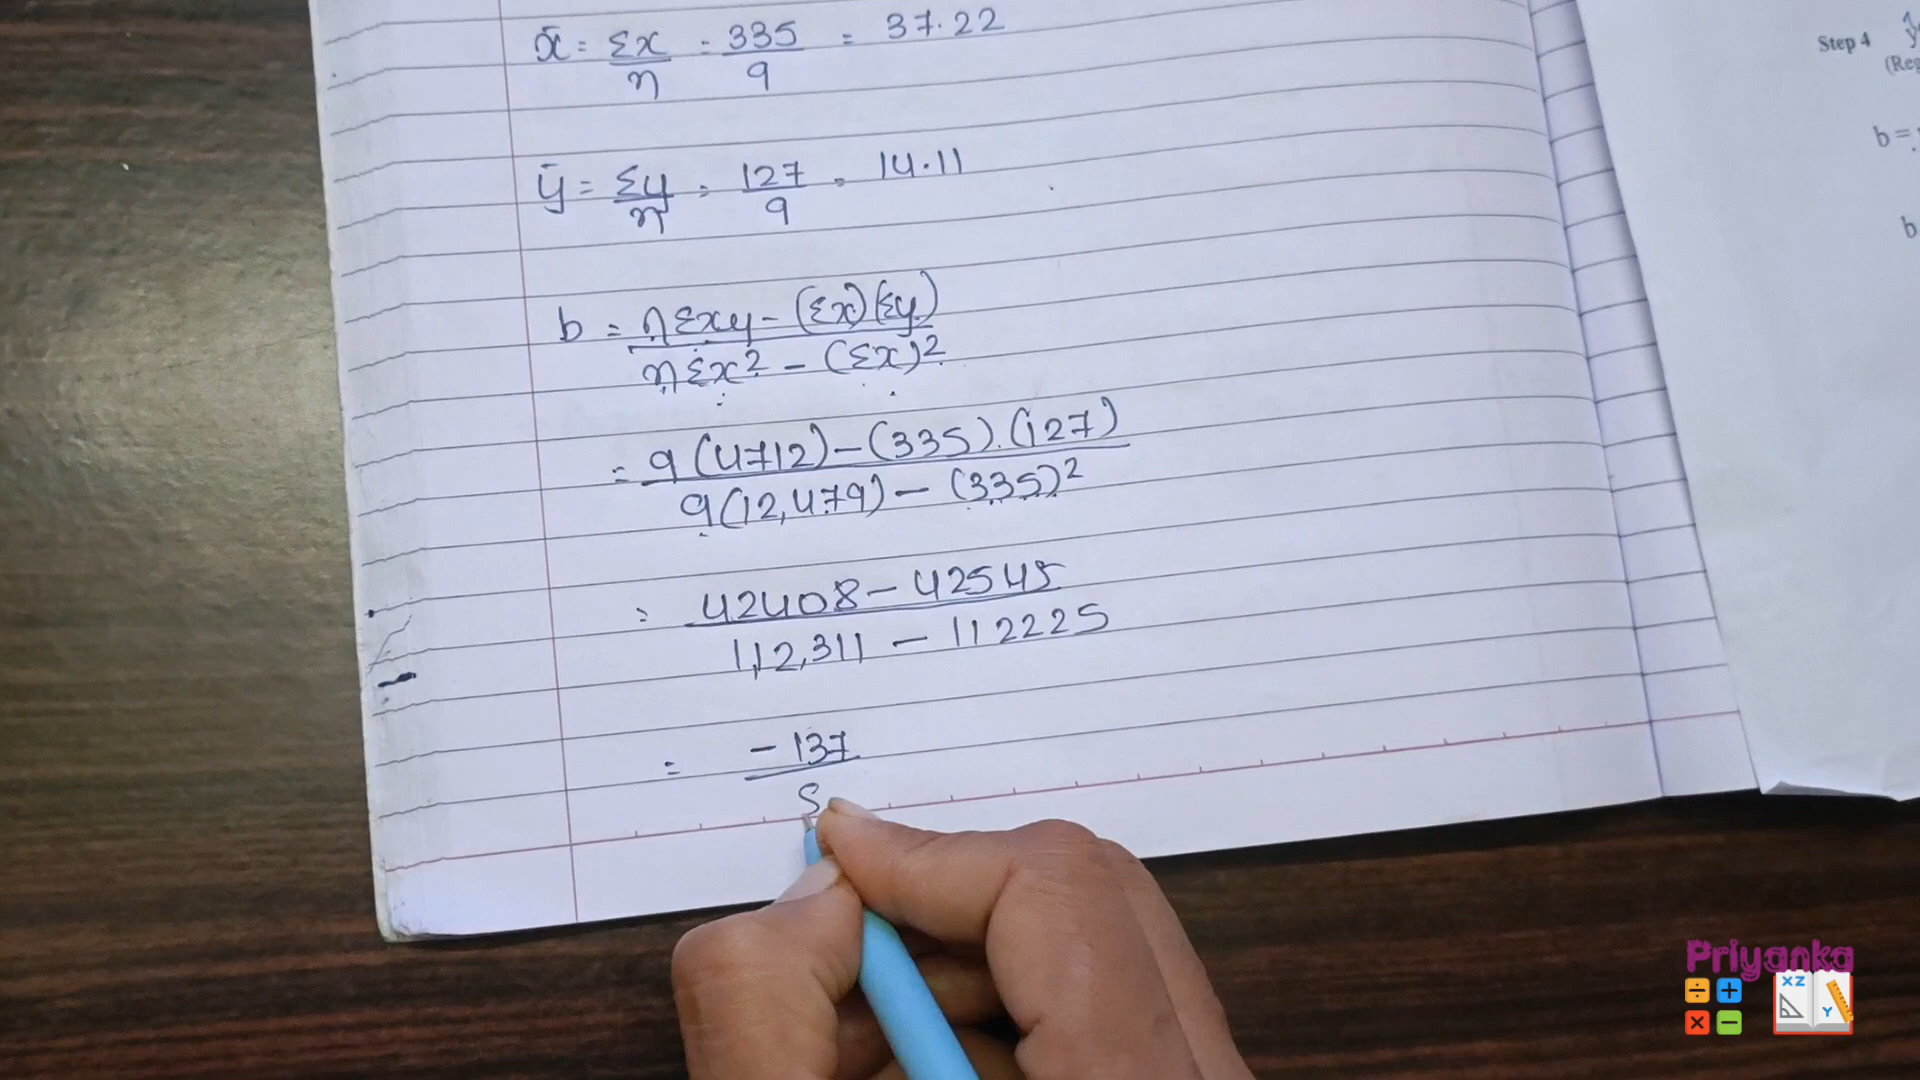 x̄ = Σx/n = 335/9 = 37.22
ȳ = Σy/n = 127/9 = 14.11
b = nΣxy - (Σx)(Σy) / nΣx² - (Σx)²
= 9(4712) - (335).(127) / 9(12,479) - (335)²
= 42408 - 42545 / 112,311 - 112225
= -137 /
Step 4
b =
b
Priyanka
÷ +
× −
XZ
Y